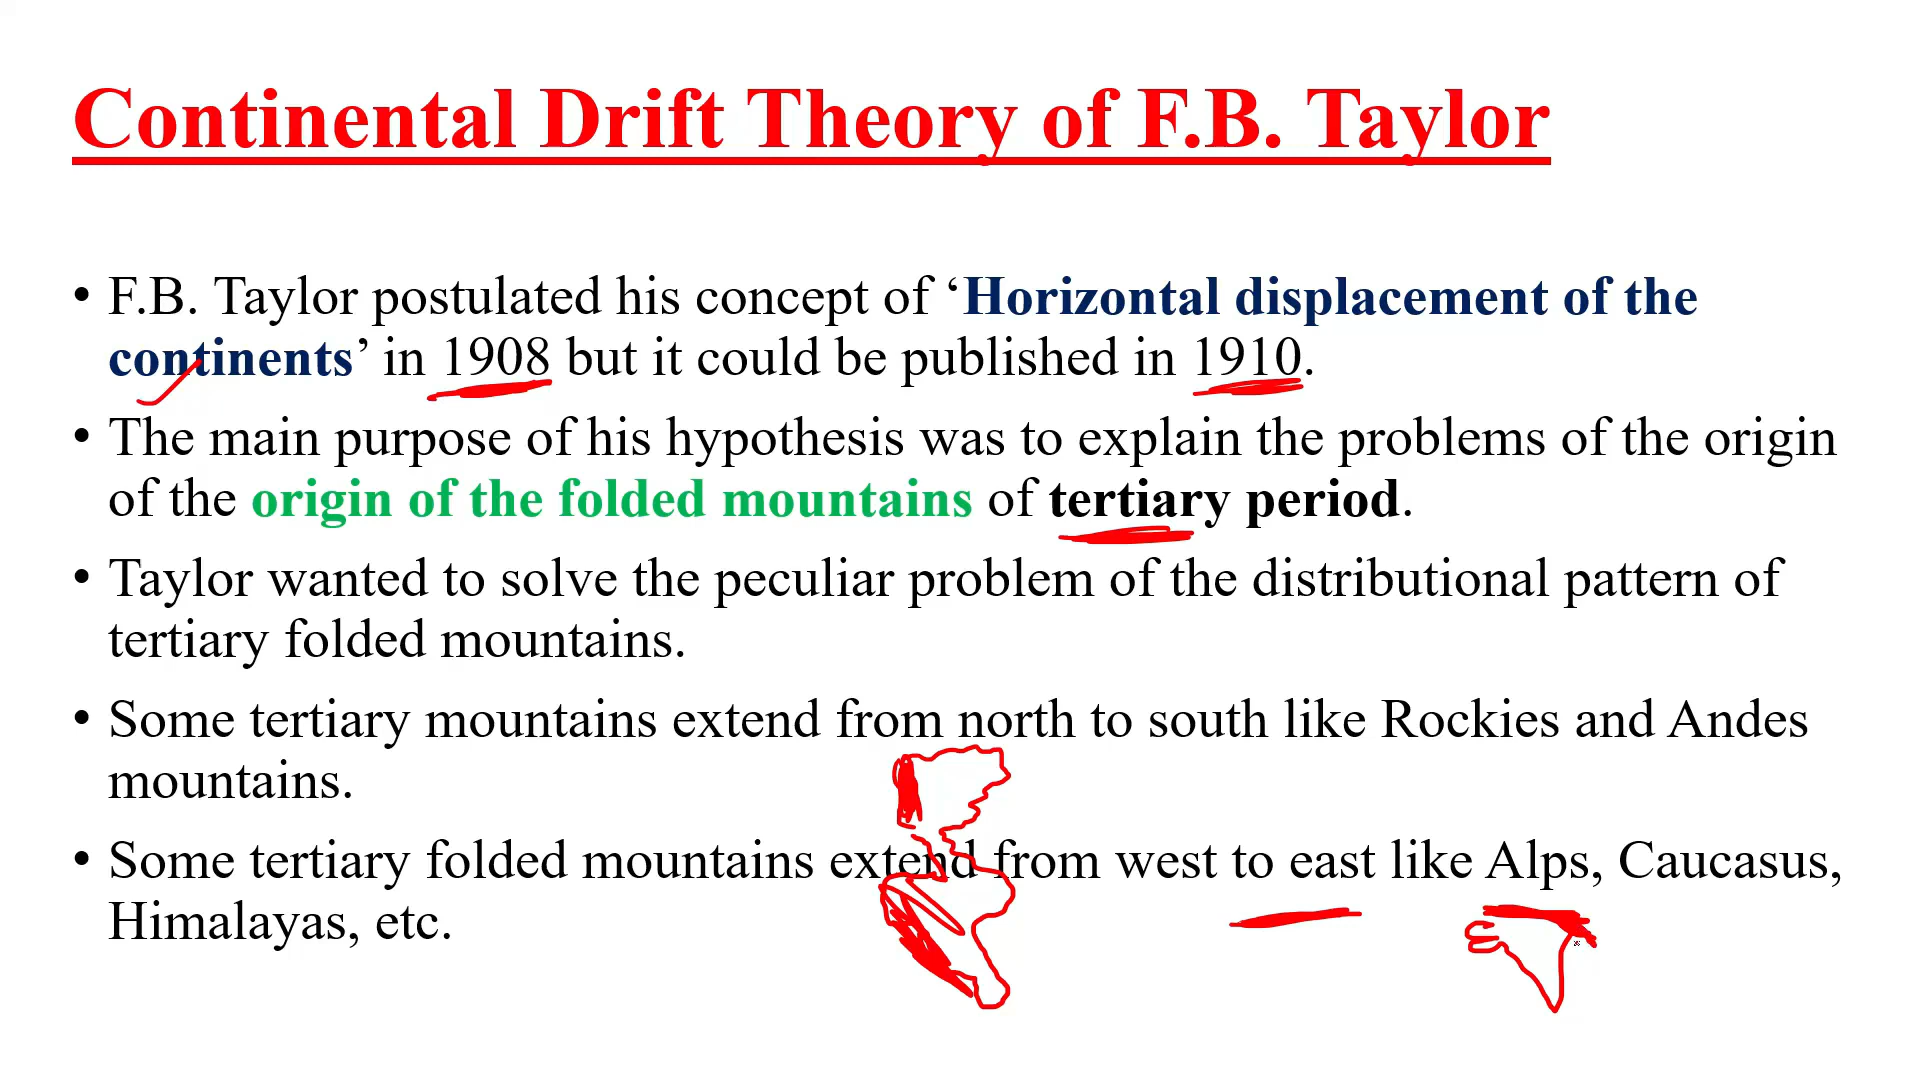 Continental Drift Theory of F.B. Taylor
• F.B. Taylor postulated his concept of ‘Horizontal displacement of the
continents’ in 1908 but it could be published in 1910.
• The main purpose of his hypothesis was to explain the problems of the origin
of the origin of the folded mountains of tertiary period.
• Taylor wanted to solve the peculiar problem of the distributional pattern of
tertiary folded mountains.
• Some tertiary mountains extend from north to south like Rockies and Andes
mountains.
• Some tertiary folded mountains extend from west to east like Alps, Caucasus,
Himalayas, etc.